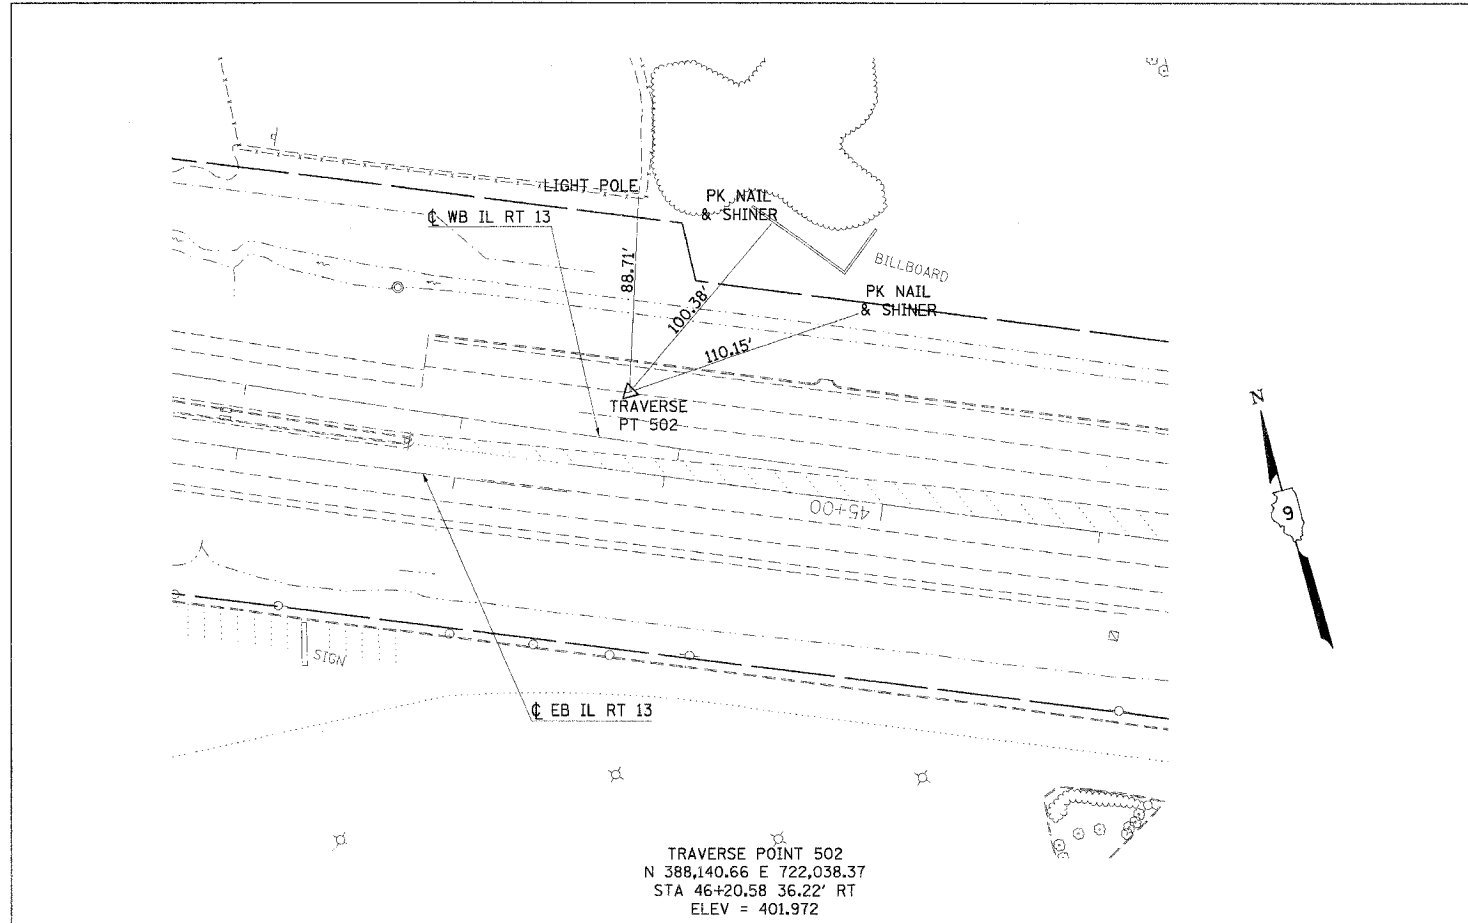 LIGHT POLE
PK NAIL
& SHINER
℄ WB IL RT 13
88.71'
100.38'
BILLBOARD
PK NAIL
& SHINER
110.15'
TRAVERSE
PT 502
N
9
45+00
SIGN
℄ EB IL RT 13
TRAVERSE POINT 502
N 388,140.66 E 722,038.37
STA 46+20.58 36.22' RT
ELEV = 401.972